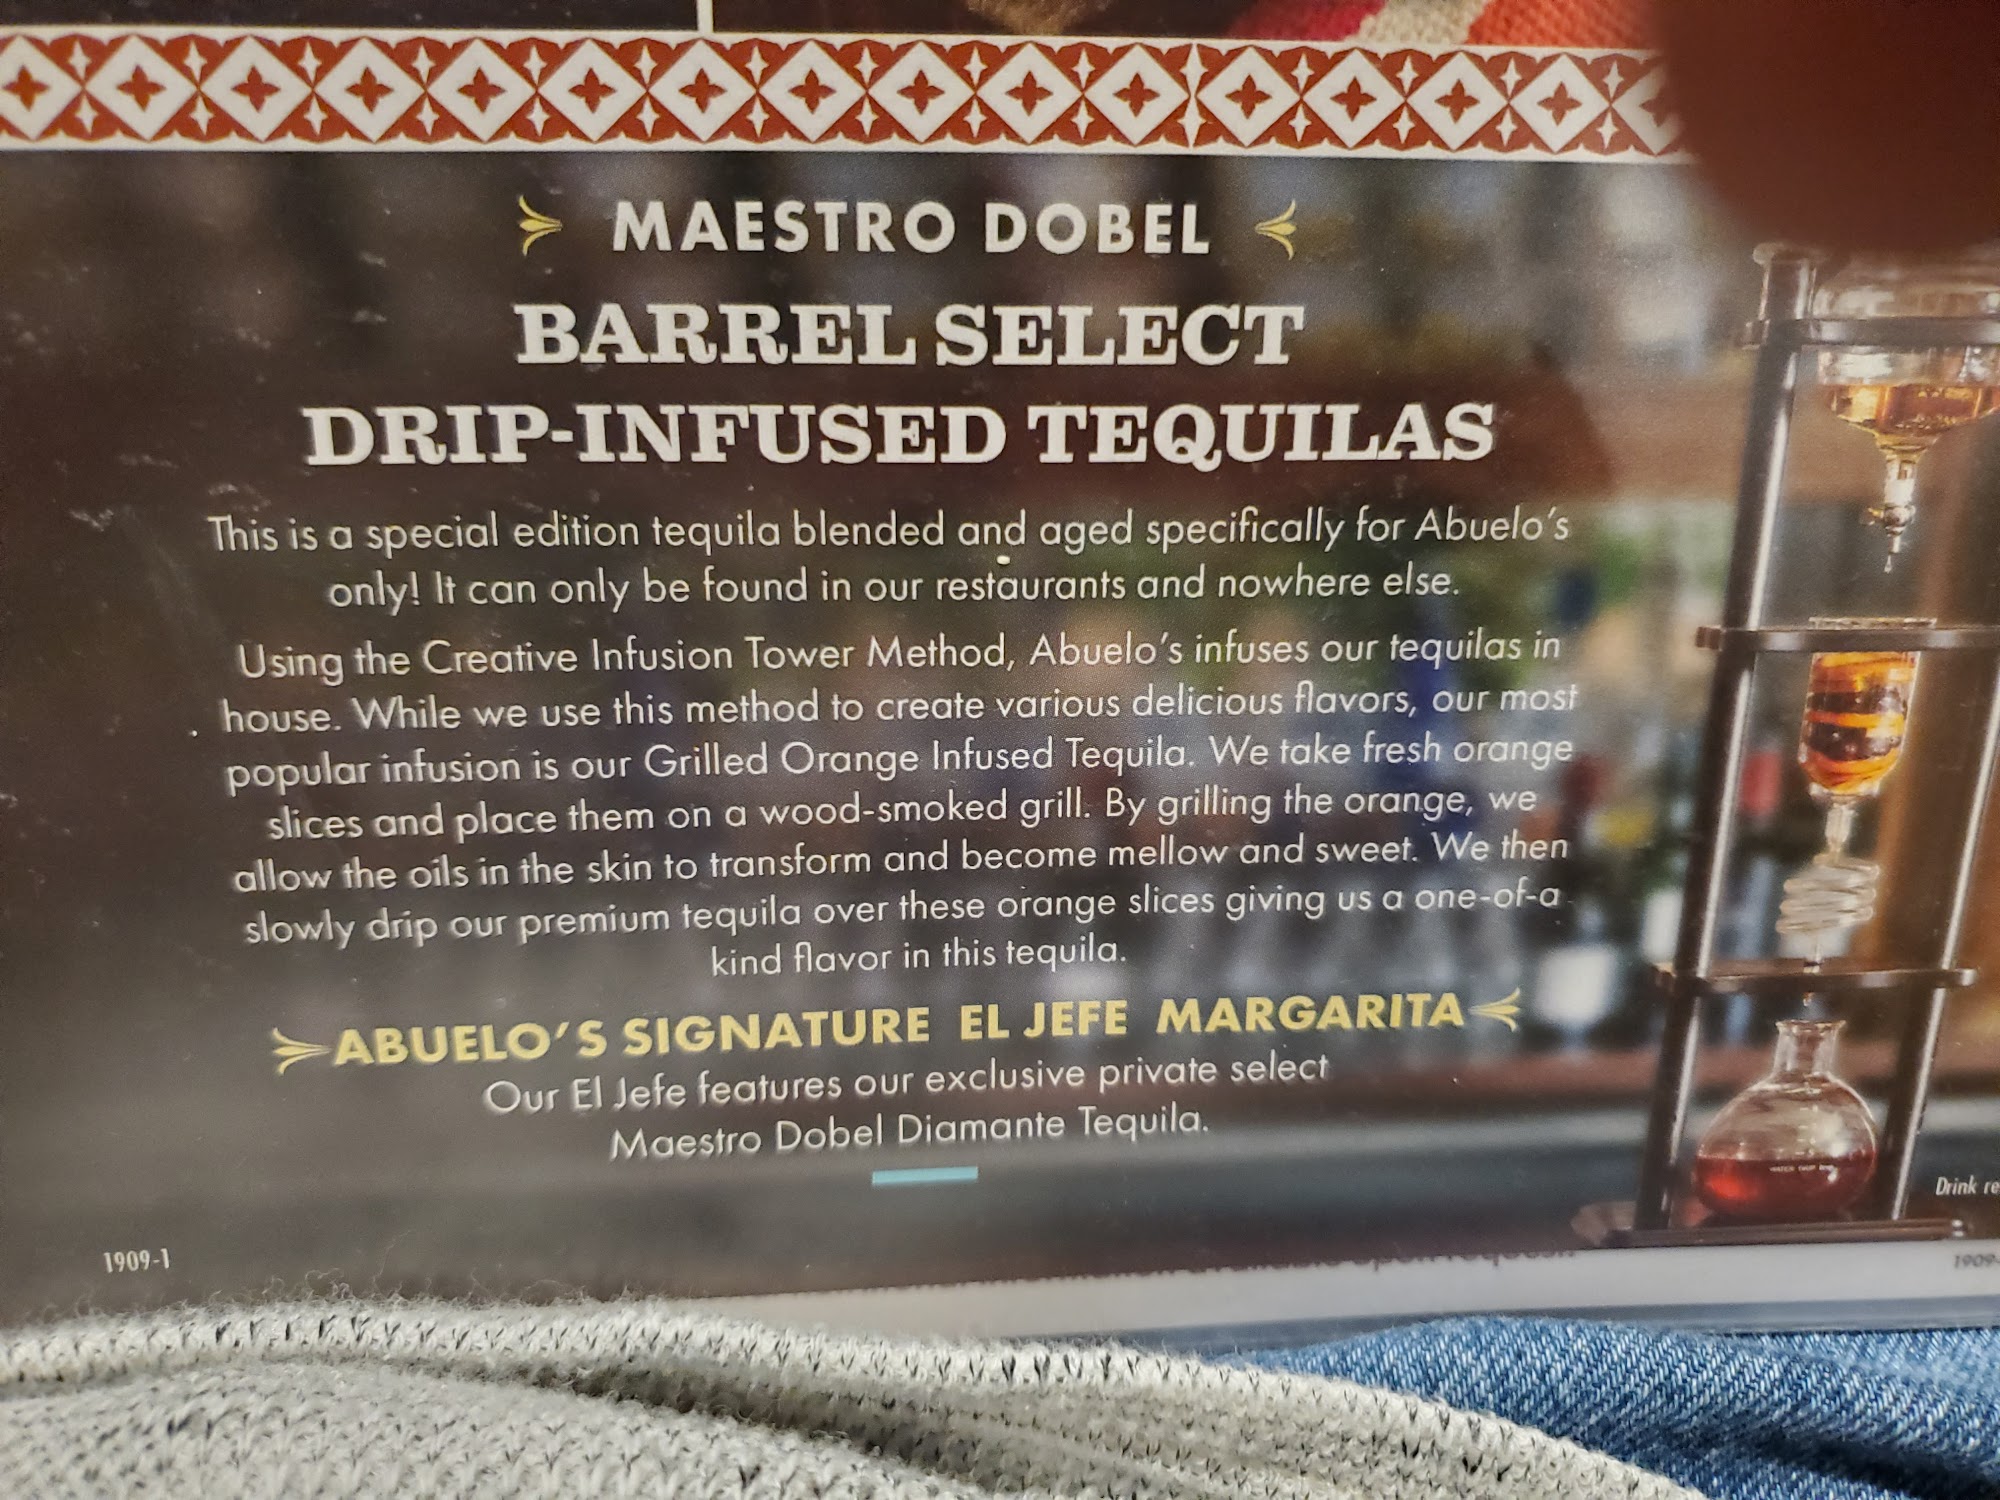 MAESTRO DOBEL
BARREL SELECT
DRIP-INFUSED TEQUILAS
This is a special edition tequila blended and aged specifically for Abuelo's
only! It can only be found in our restaurants and nowhere else.
Using the Creative Infusion Tower Method, Abuelo's infuses our tequilas in
house. While we use this method to create various delicious flavors, our most
popular infusion is our Grilled Orange Infused Tequila. We take fresh orange
slices and place them on a wood-smoked grill. By grilling the orange, we
allow the oils in the skin to transform and become mellow and sweet. We then
slowly drip our premium tequila over these orange slices giving us a one-of-a
kind flavor in this tequila.
ABUELO'S SIGNATURE EL JEFE MARGARITA
Our El Jefe features our exclusive private select
Maestro Dobel Diamante Tequila.
Drink re
1909-1
1909-